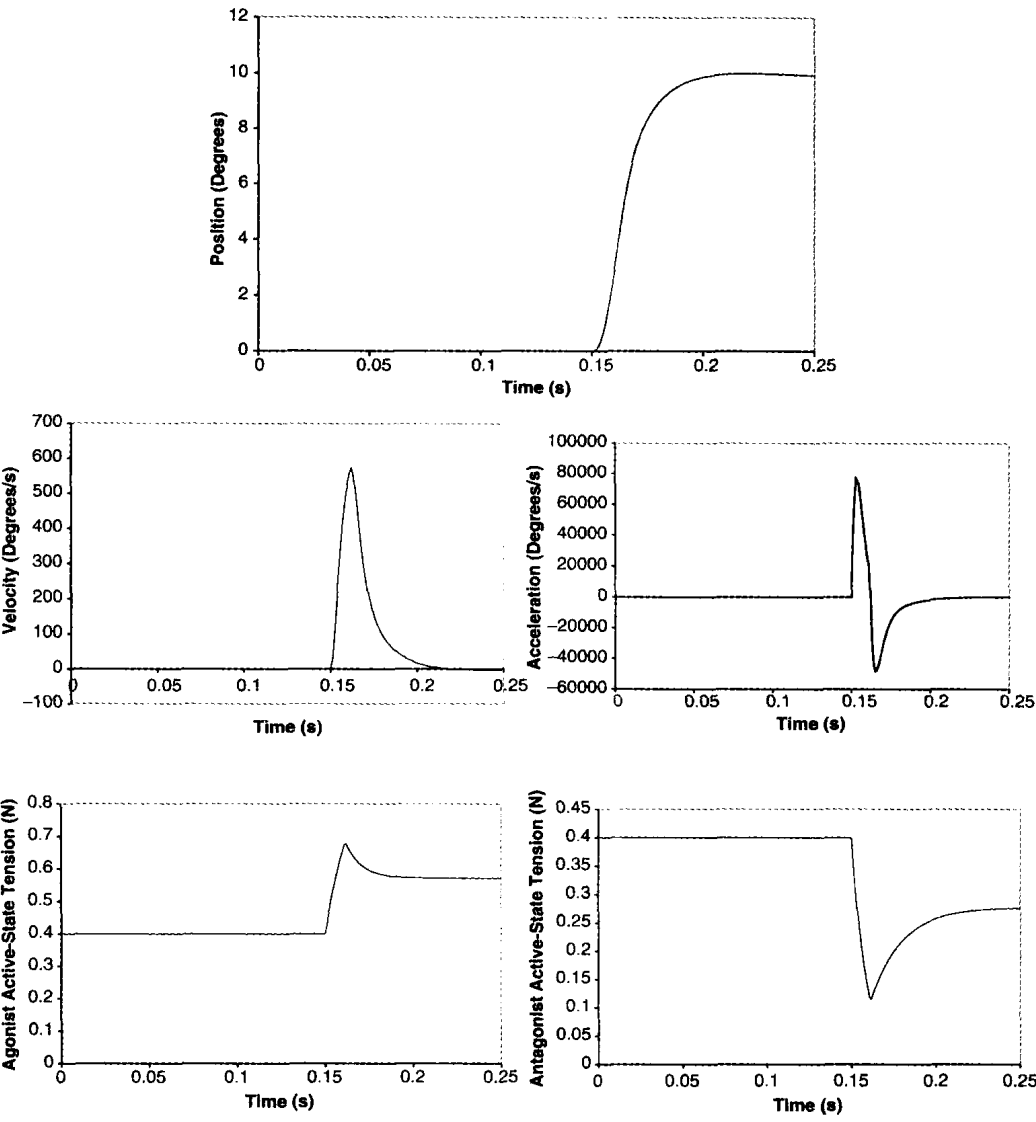 12
10
8
6
4
2
0
Position (Degrees)
0 0.05 0.1 0.15 0.2 0.25
Time (s)
700
600
500
400
300
200
100
0
−100
Velocity (Degrees/s)
0 0.05 0.1 0.15 0.2 0.25
Time (s)
100000
80000
60000
40000
20000
0
−20000
−40000
−60000
Acceleration (Degrees/s)
0 0.05 0.1 0.15 0.2 0.25
Time (s)
0.8
0.7
0.6
0.5
0.4
0.3
0.2
0.1
0
Agonist Active-State Tension (N)
0 0.05 0.1 0.15 0.2 0.25
Time (s)
0.45
0.4
0.35
0.3
0.25
0.2
0.15
0.1
0.05
0
Antagonist Active-State Tension (N)
0 0.05 0.1 0.15 0.2 0.25
Time (s)